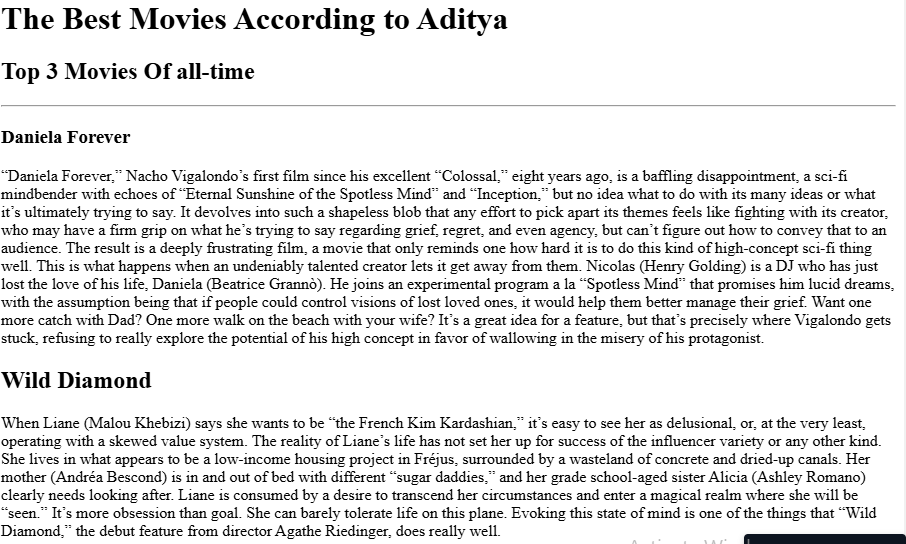 The Best Movies According to Aditya
Top 3 Movies Of all-time
Daniela Forever
“Daniela Forever,” Nacho Vigalondo’s first film since his excellent “Colossal,” eight years ago, is a baffling disappointment, a sci-fi
mindbender with echoes of “Eternal Sunshine of the Spotless Mind” and “Inception,” but no idea what to do with its many ideas or what
it’s ultimately trying to say. It devolves into such a shapeless blob that any effort to pick apart its themes feels like fighting with its creator,
who may have a firm grip on what he’s trying to say regarding grief, regret, and even agency, but can’t figure out how to convey that to an
audience. The result is a deeply frustrating film, a movie that only reminds one how hard it is to do this kind of high-concept sci-fi thing
well. This is what happens when an undeniably talented creator lets it get away from them. Nicolas (Henry Golding) is a DJ who has just
lost the love of his life, Daniela (Beatrice Grannò). He joins an experimental program a la “Spotless Mind” that promises him lucid dreams,
with the assumption being that if people could control visions of lost loved ones, it would help them better manage their grief. Want one
more catch with Dad? One more walk on the beach with your wife? It’s a great idea for a feature, but that’s precisely where Vigalondo gets
stuck, refusing to really explore the potential of his high concept in favor of wallowing in the misery of his protagonist.
Wild Diamond
When Liane (Malou Khebizi) says she wants to be “the French Kim Kardashian,” it’s easy to see her as delusional, or, at the very least,
operating with a skewed value system. The reality of Liane’s life has not set her up for success of the influencer variety or any other kind.
She lives in what appears to be a low-income housing project in Fréjus, surrounded by a wasteland of concrete and dried-up canals. Her
mother (Andréa Bescond) is in and out of bed with different “sugar daddies,” and her grade school-aged sister Alicia (Ashley Romano)
clearly needs looking after. Liane is consumed by a desire to transcend her circumstances and enter a magical realm where she will be
“seen.” It’s more obsession than goal. She can barely tolerate life on this plane. Evoking this state of mind is one of the things that “Wild
Diamond,” the debut feature from director Agathe Riedinger, does really well.